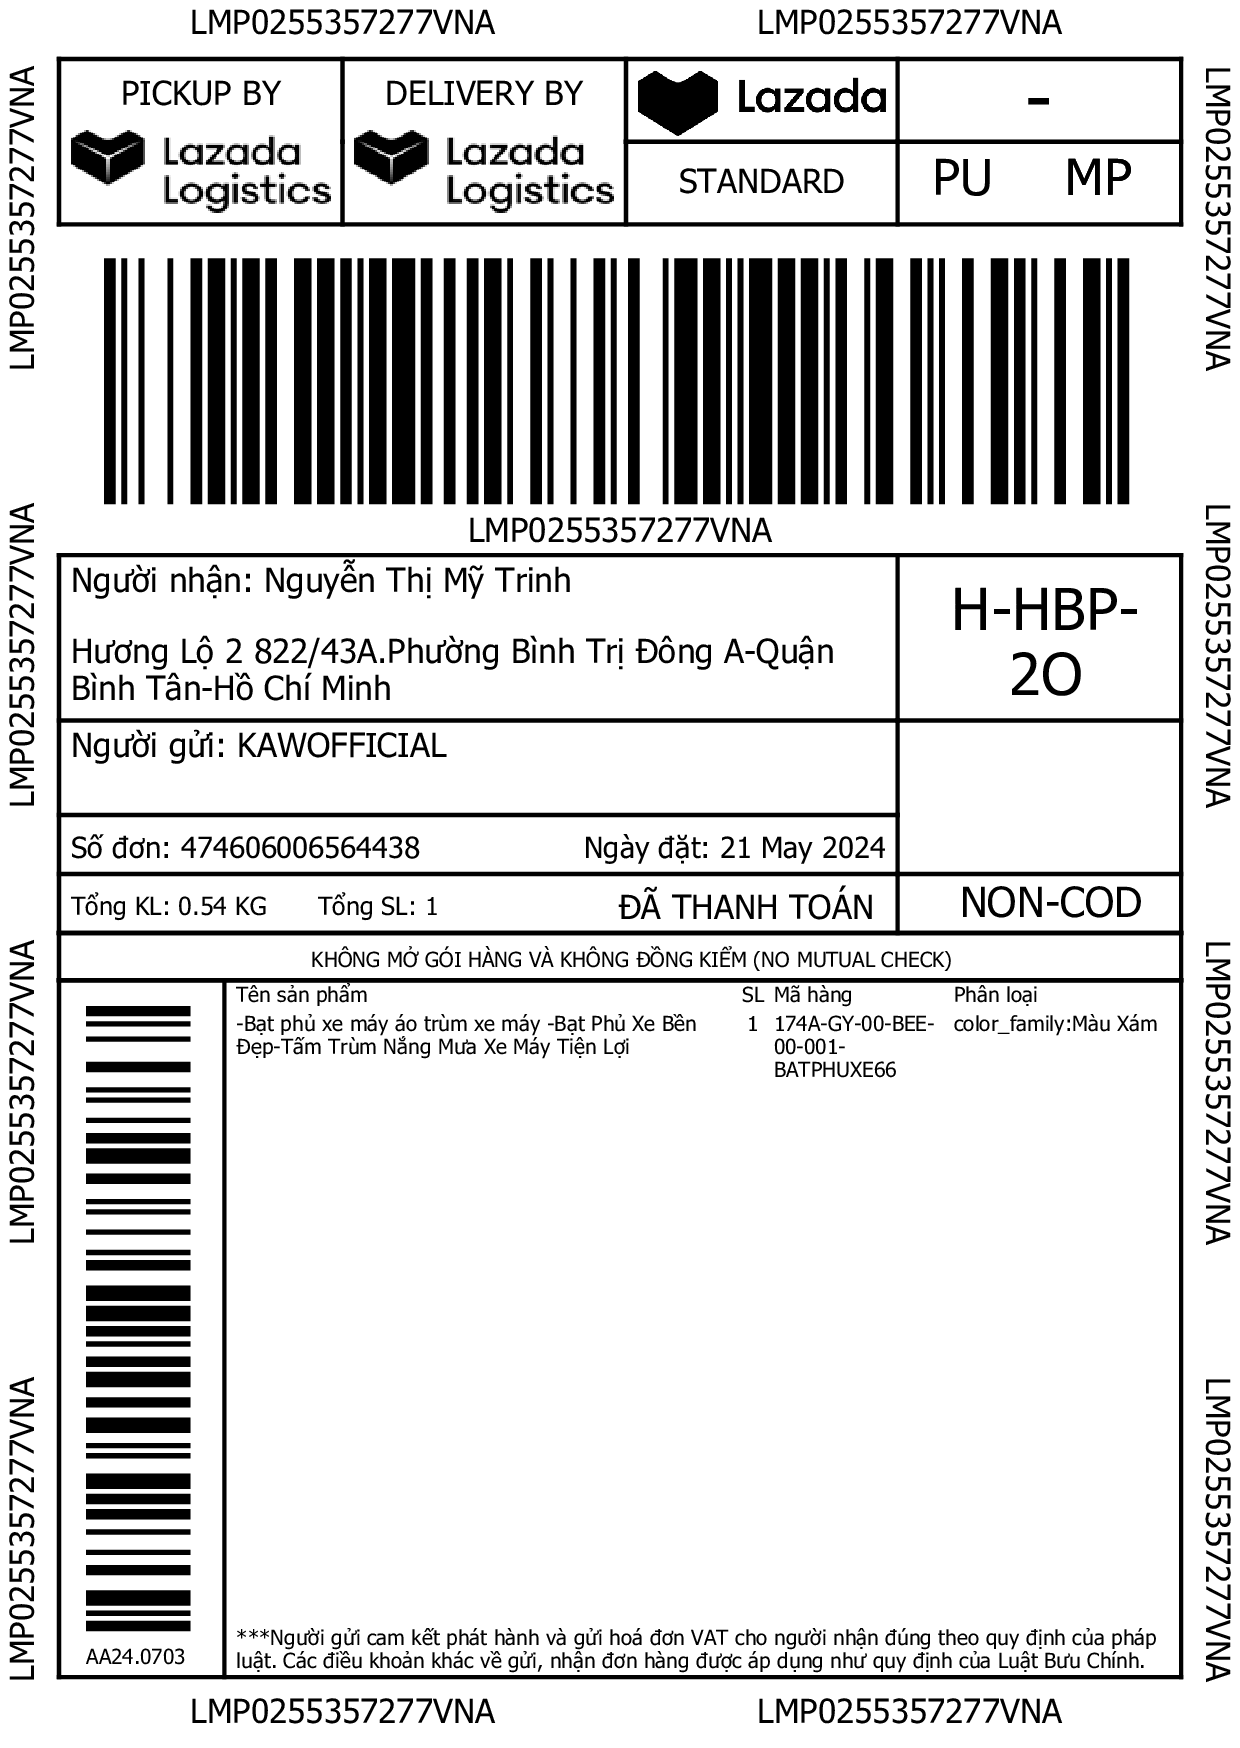 LMP0255357277VNA
LMP0255357277VNA
LMP0255357277VNA
LMP0255357277VNA
LMP0255357277VNA
LMP0255357277VNA
LMP0255357277VNA
LMP0255357277VNA
LMP0255357277VNA
LMP0255357277VNA
PICKUP BY
Lazada
Logistics
DELIVERY BY
Lazada
Logistics
Lazada
-
STANDARD
PU MP
LMP0255357277VNA
Người nhận: Nguyễn Thị Mỹ Trinh
Hương Lộ 2 822/43A.Phường Bình Trị Đông A-Quận
Bình Tân-Hồ Chí Minh
H-HBP-
2O
Người gửi: KAWOFFICIAL
Số đơn: 474606006564438 Ngày đặt: 21 May 2024
Tổng KL: 0.54 KG Tổng SL: 1 ĐÃ THANH TOÁN NON-COD
KHÔNG MỞ GÓI HÀNG VÀ KHÔNG ĐỒNG KIỂM (NO MUTUAL CHECK)
Tên sản phẩm SL Mã hàng Phân loại
-Bạt phủ xe máy áo trùm xe máy -Bạt Phủ Xe Bền 1 174A-GY-00-BEE- color_family:Màu Xám
Đẹp-Tấm Trùm Nắng Mưa Xe Máy Tiện Lợi 00-001-
BATPHUXE66
AA24.0703
***Người gửi cam kết phát hành và gửi hoá đơn VAT cho người nhận đúng theo quy định của pháp
luật. Các điều khoản khác về gửi, nhận đơn hàng được áp dụng như quy định của Luật Bưu Chính.
LMP0255357277VNA
LMP0255357277VNA